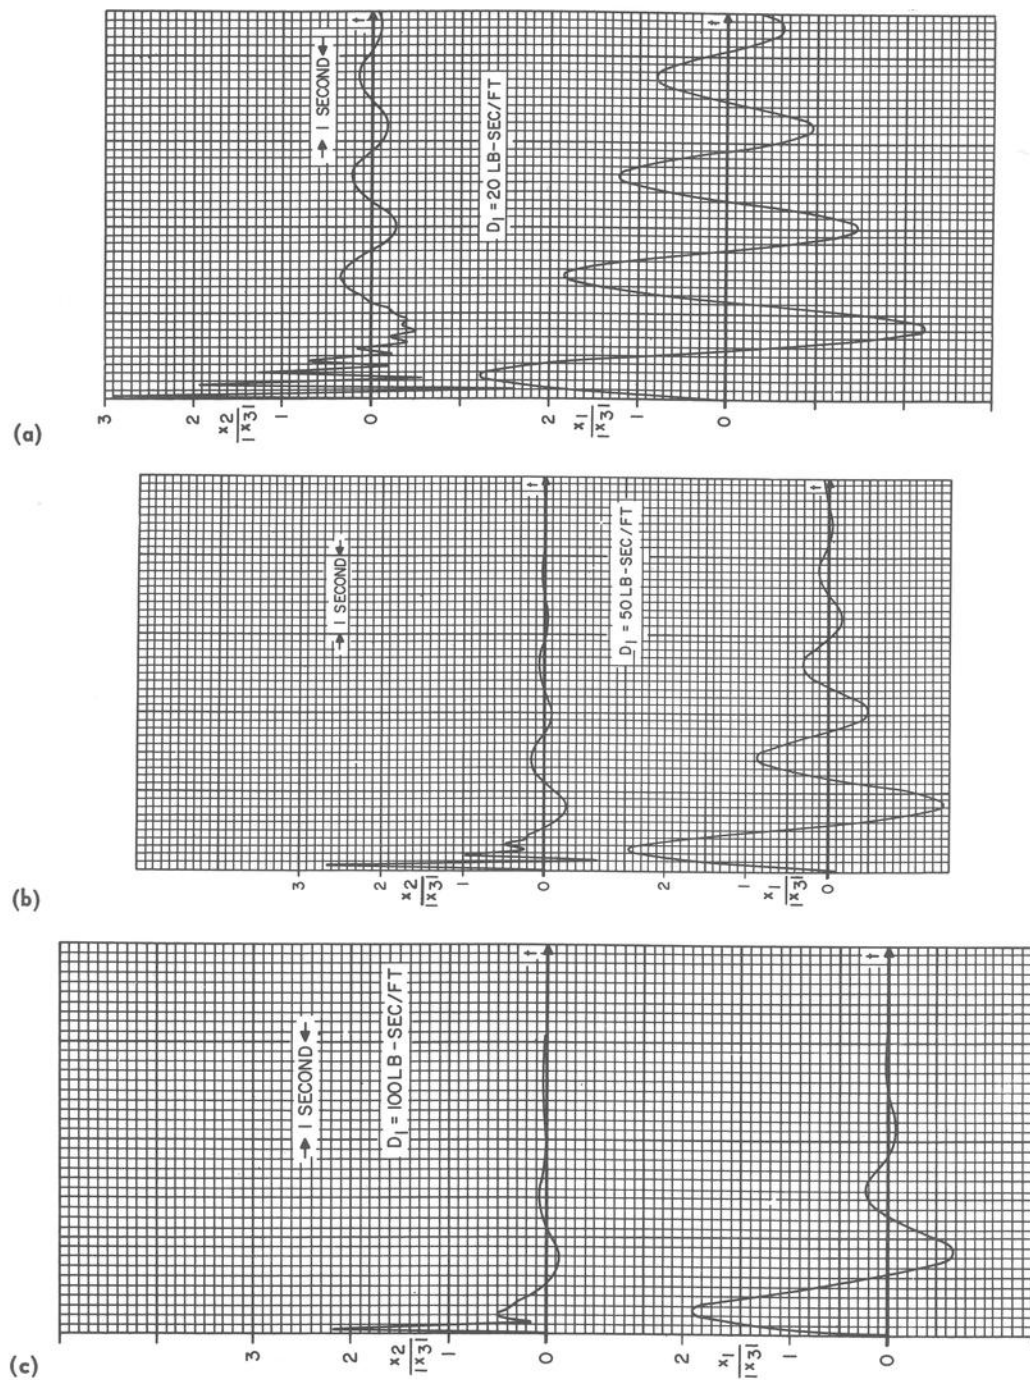 (a)
3
x2
|x3|
2
1
0
2
x1
|x3|
1
0
1 SECOND
D1 = 20 LB-SEC/FT
t
t
(b)
3
x2
|x3|
2
1
0
2
x1
|x3|
1
0
1 SECOND
D1 = 50 LB-SEC/FT
t
t
(c)
3
x2
|x3|
2
1
0
2
x1
|x3|
1
0
1 SECOND
D1 = 100 LB-SEC/FT
t
t